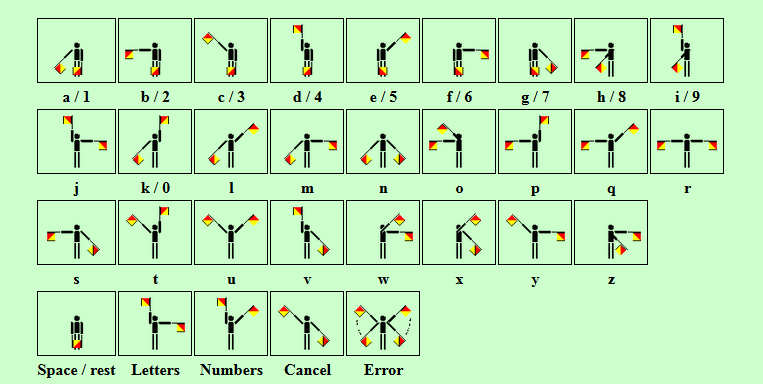 a / 1 b / 2 c / 3 d / 4 e / 5 f / 6 g / 7 h / 8 i / 9
j k / 0 l m n o p q r
s t u v w x y z
Space / rest Letters Numbers Cancel Error